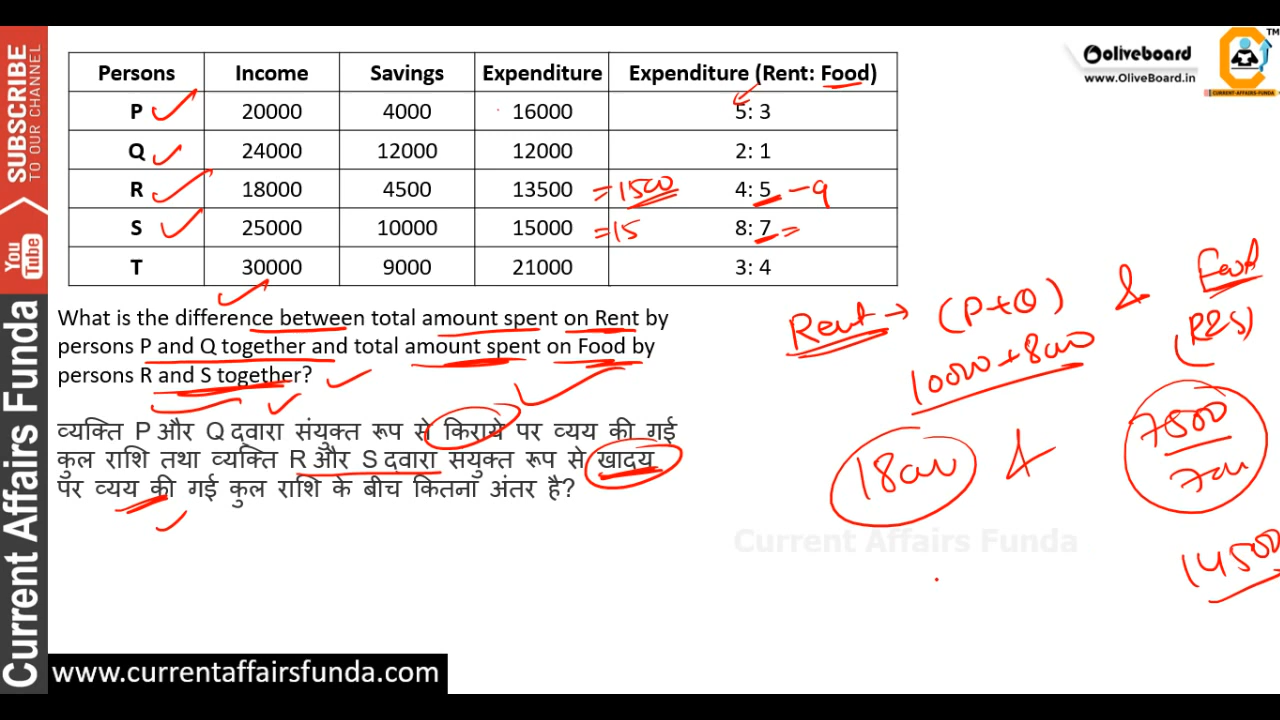 SUBSCRIBE
TO OUR CHANNEL
You Tube
Current Affairs Funda
oliveboard
www.OliveBoard.in
TM
CURRENT-AFFAIRS-FUNDA
Persons Income Savings Expenditure Expenditure (Rent: Food)
P 20000 4000 16000 5: 3
Q 24000 12000 12000 2: 1
R 18000 4500 13500 =1500 4: 5 -9
S 25000 10000 15000 =15 8: 7 =
T 30000 9000 21000 3: 4
What is the difference between total amount spent on Rent by
persons P and Q together and total amount spent on Food by
persons R and S together?
व्यक्ति P और Q द्वारा संयुक्त रूप से किराये पर व्यय की गई
कुल राशि तथा व्यक्ति R और S द्वारा संयुक्त रूप से खादय
पर व्यय की गई कुल राशि के बीच कितना अंतर है?
Rent → (P+Q) & Food
(R&S)
10000+8000
7500
18000 &
7000
14500
Current Affairs Funda
www.currentaffairsfunda.com